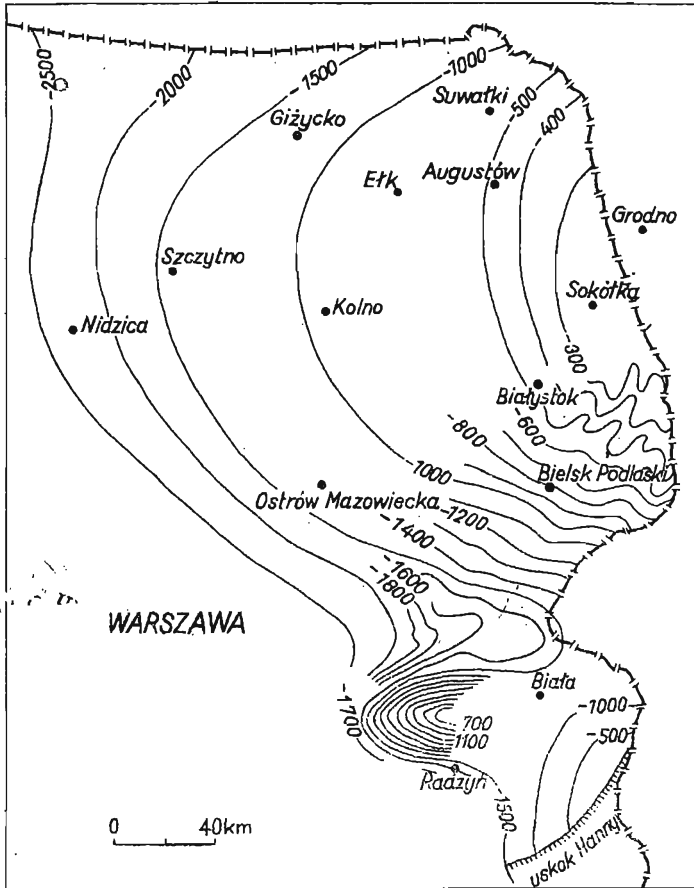 -2500
-2000
-1500
-1000
Suwałki
-500
-400
Giżycko
Ełk
Augustów
Grodno
Szczytno
Sokółka
Kolno
Nidzica
-300
Białystok
-600
-800
Bielsk Podlaski
-1000
Ostrów Mazowiecka
-1200
-1400
-1600
-1800
WARSZAWA
Biała
-1700
-1000
700
-500
1100
Radzyń
-1500
0 40km
uskok Hanny